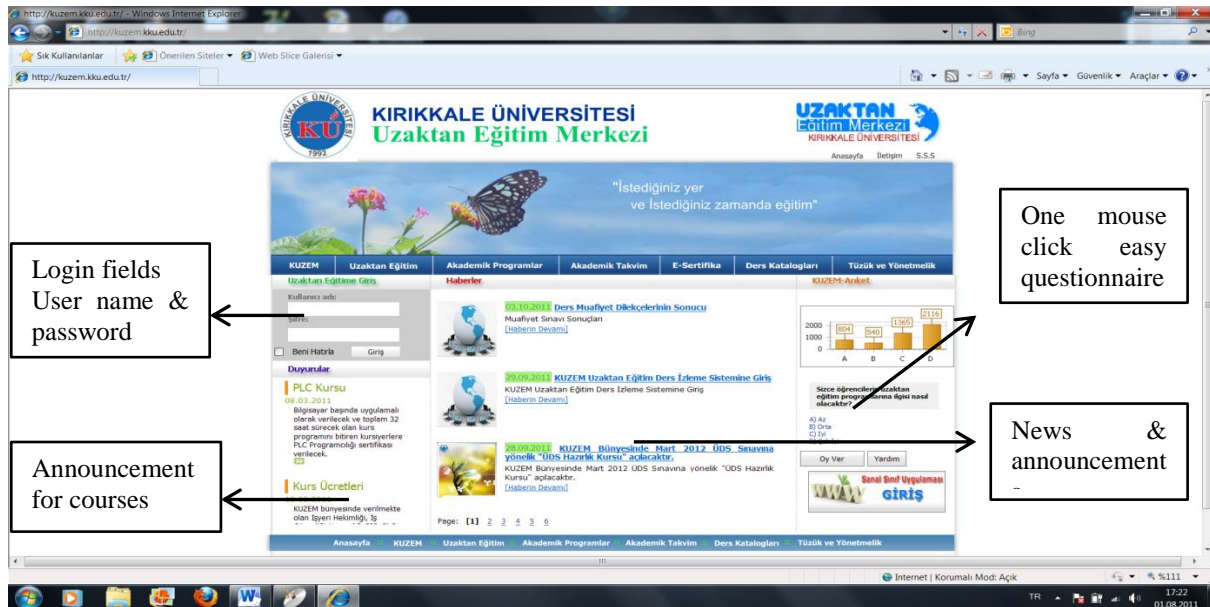 http://kuzem.kku.edu.tr/ - Windows Internet Explorer
http://kuzem.kku.edu.tr/
Bing
Sık Kullanılanlar
Önerilen Siteler
Web Slice Galerisi
http://kuzem.kku.edu.tr/
Sayfa
Güvenlik
Araçlar
KIRIKKALE ÜNİVERSİTESİ
KÜ
1992
KIRIKKALE ÜNİVERSİTESİ
Uzaktan Eğitim Merkezi
UZAKTAN
Eğitim Merkezi
KIRIKKALE ÜNİVERSİTESİ
Anasayfa İletişim S.S.S
"İstediğiniz yer
ve İstediğiniz zamanda eğitim"
KUZEM
Uzaktan Eğitim
Akademik Programlar
Akademik Takvim
E-Sertifika
Ders Katalogları
Tüzük ve Yönetmelik
Login fields
User name &
password
Announcement
for courses
Uzaktan Eğitime Giriş
Kullanıcı adı:
Şifre:
Beni Hatırla
Giriş
Duyurular
PLC Kursu
08.03.2011
Bilgisayar başında uygulamalı
olarak verilecek ve toplam 32
saat sürecek olan kurs
programını bitiren kursiyerlere
PLC Programcılığı sertifikası
verilecek.
Kurs Ücretleri
KUZEM bünyesinde verilmekte
olan İşyeri Hekimliği, İş
Haberler
03.10.2011 Ders Muafiyet Dilekçelerinin Sonucu
Muafiyet Sınavı Sonuçları
[Haberin Devamı]
29.09.2011 KUZEM Uzaktan Eğitim Ders İzleme Sistemine Giriş
KUZEM Uzaktan Eğitim Ders İzleme Sistemine Giriş
[Haberin Devamı]
28.09.2011 KUZEM Bünyesinde Mart 2012 ÜDS Sınavına
yönelik "ÜDS Hazırlık Kursu" açılacaktır.
KUZEM Bünyesinde Mart 2012 ÜDS Sınavına yönelik "ÜDS Hazırlık
Kursu" açılacaktır.
[Haberin Devamı]
Page: [1] 2 3 4 5 6
KUZEM-Anket
2000
1000
0
804
540
1365
2116
A B C D
Sizce öğrencilerin uzaktan
eğitim programlarına ilgisi nasıl
olacaktır?
A) Az
B) Orta
C) İyi
Oy Ver
Yardım
Sanal Sınıf Uygulaması
WWW
GİRİŞ
One mouse
click easy
questionnaire
News &
announcement
Anasayfa
KUZEM
Uzaktan Eğitim
Akademik Programlar
Akademik Takvim
Ders Katalogları
Tüzük ve Yönetmelik
Internet | Korumalı Mod: Açık
%111
TR
17:22
01.08.2011